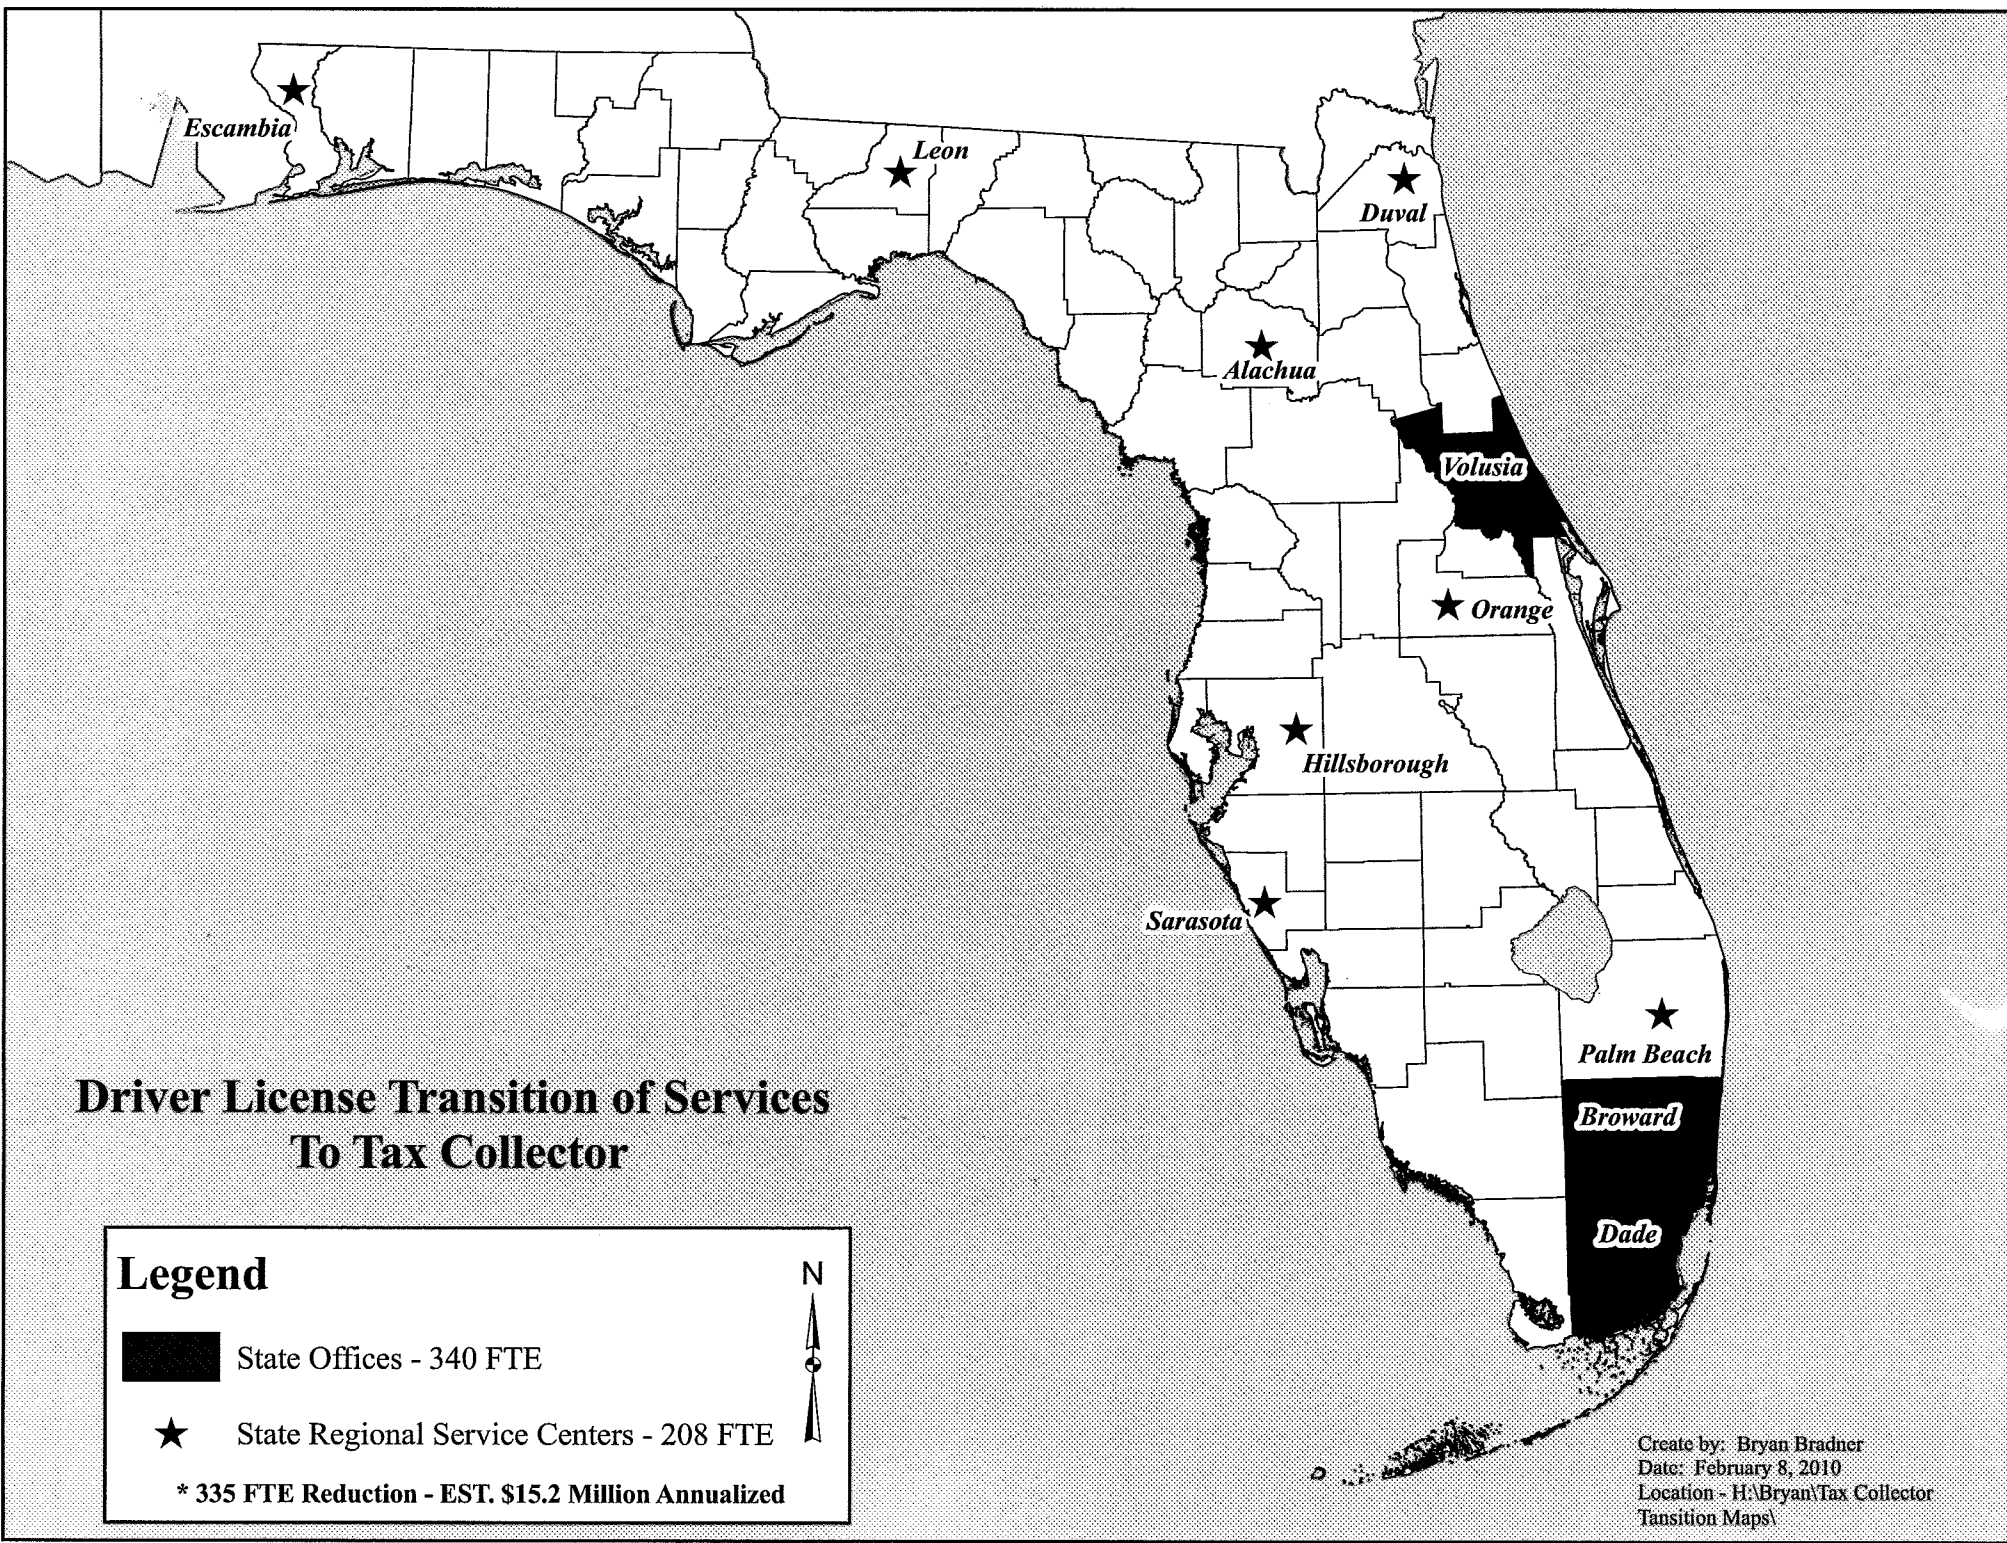 Escambia
Leon
Duval
Alachua
Volusia
Orange
Hillsborough
Sarasota
Palm Beach
Broward
Dade
Driver License Transition of Services
To Tax Collector
Legend
N
State Offices - 340 FTE
State Regional Service Centers - 208 FTE
* 335 FTE Reduction - EST. $15.2 Million Annualized
Create by: Bryan Bradner
Date: February 8, 2010
Location - H:\Bryan\Tax Collector
Tansition Maps\